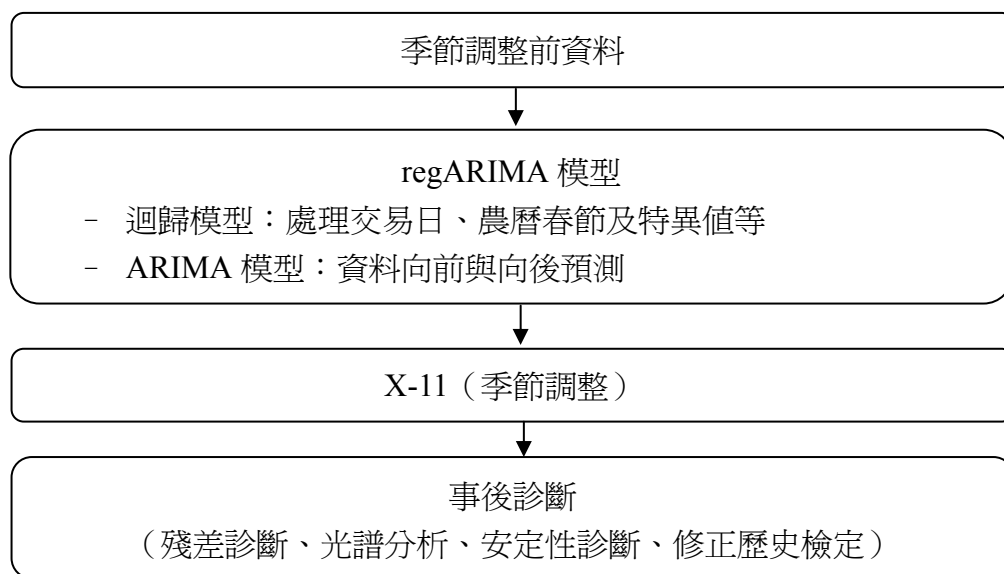 季節調整前資料
regARIMA 模型
- 迴歸模型：處理交易日、農曆春節及特異值等
- ARIMA 模型：資料向前與向後預測
X-11（季節調整）
事後診斷
（殘差診斷、光譜分析、安定性診斷、修正歷史檢定）